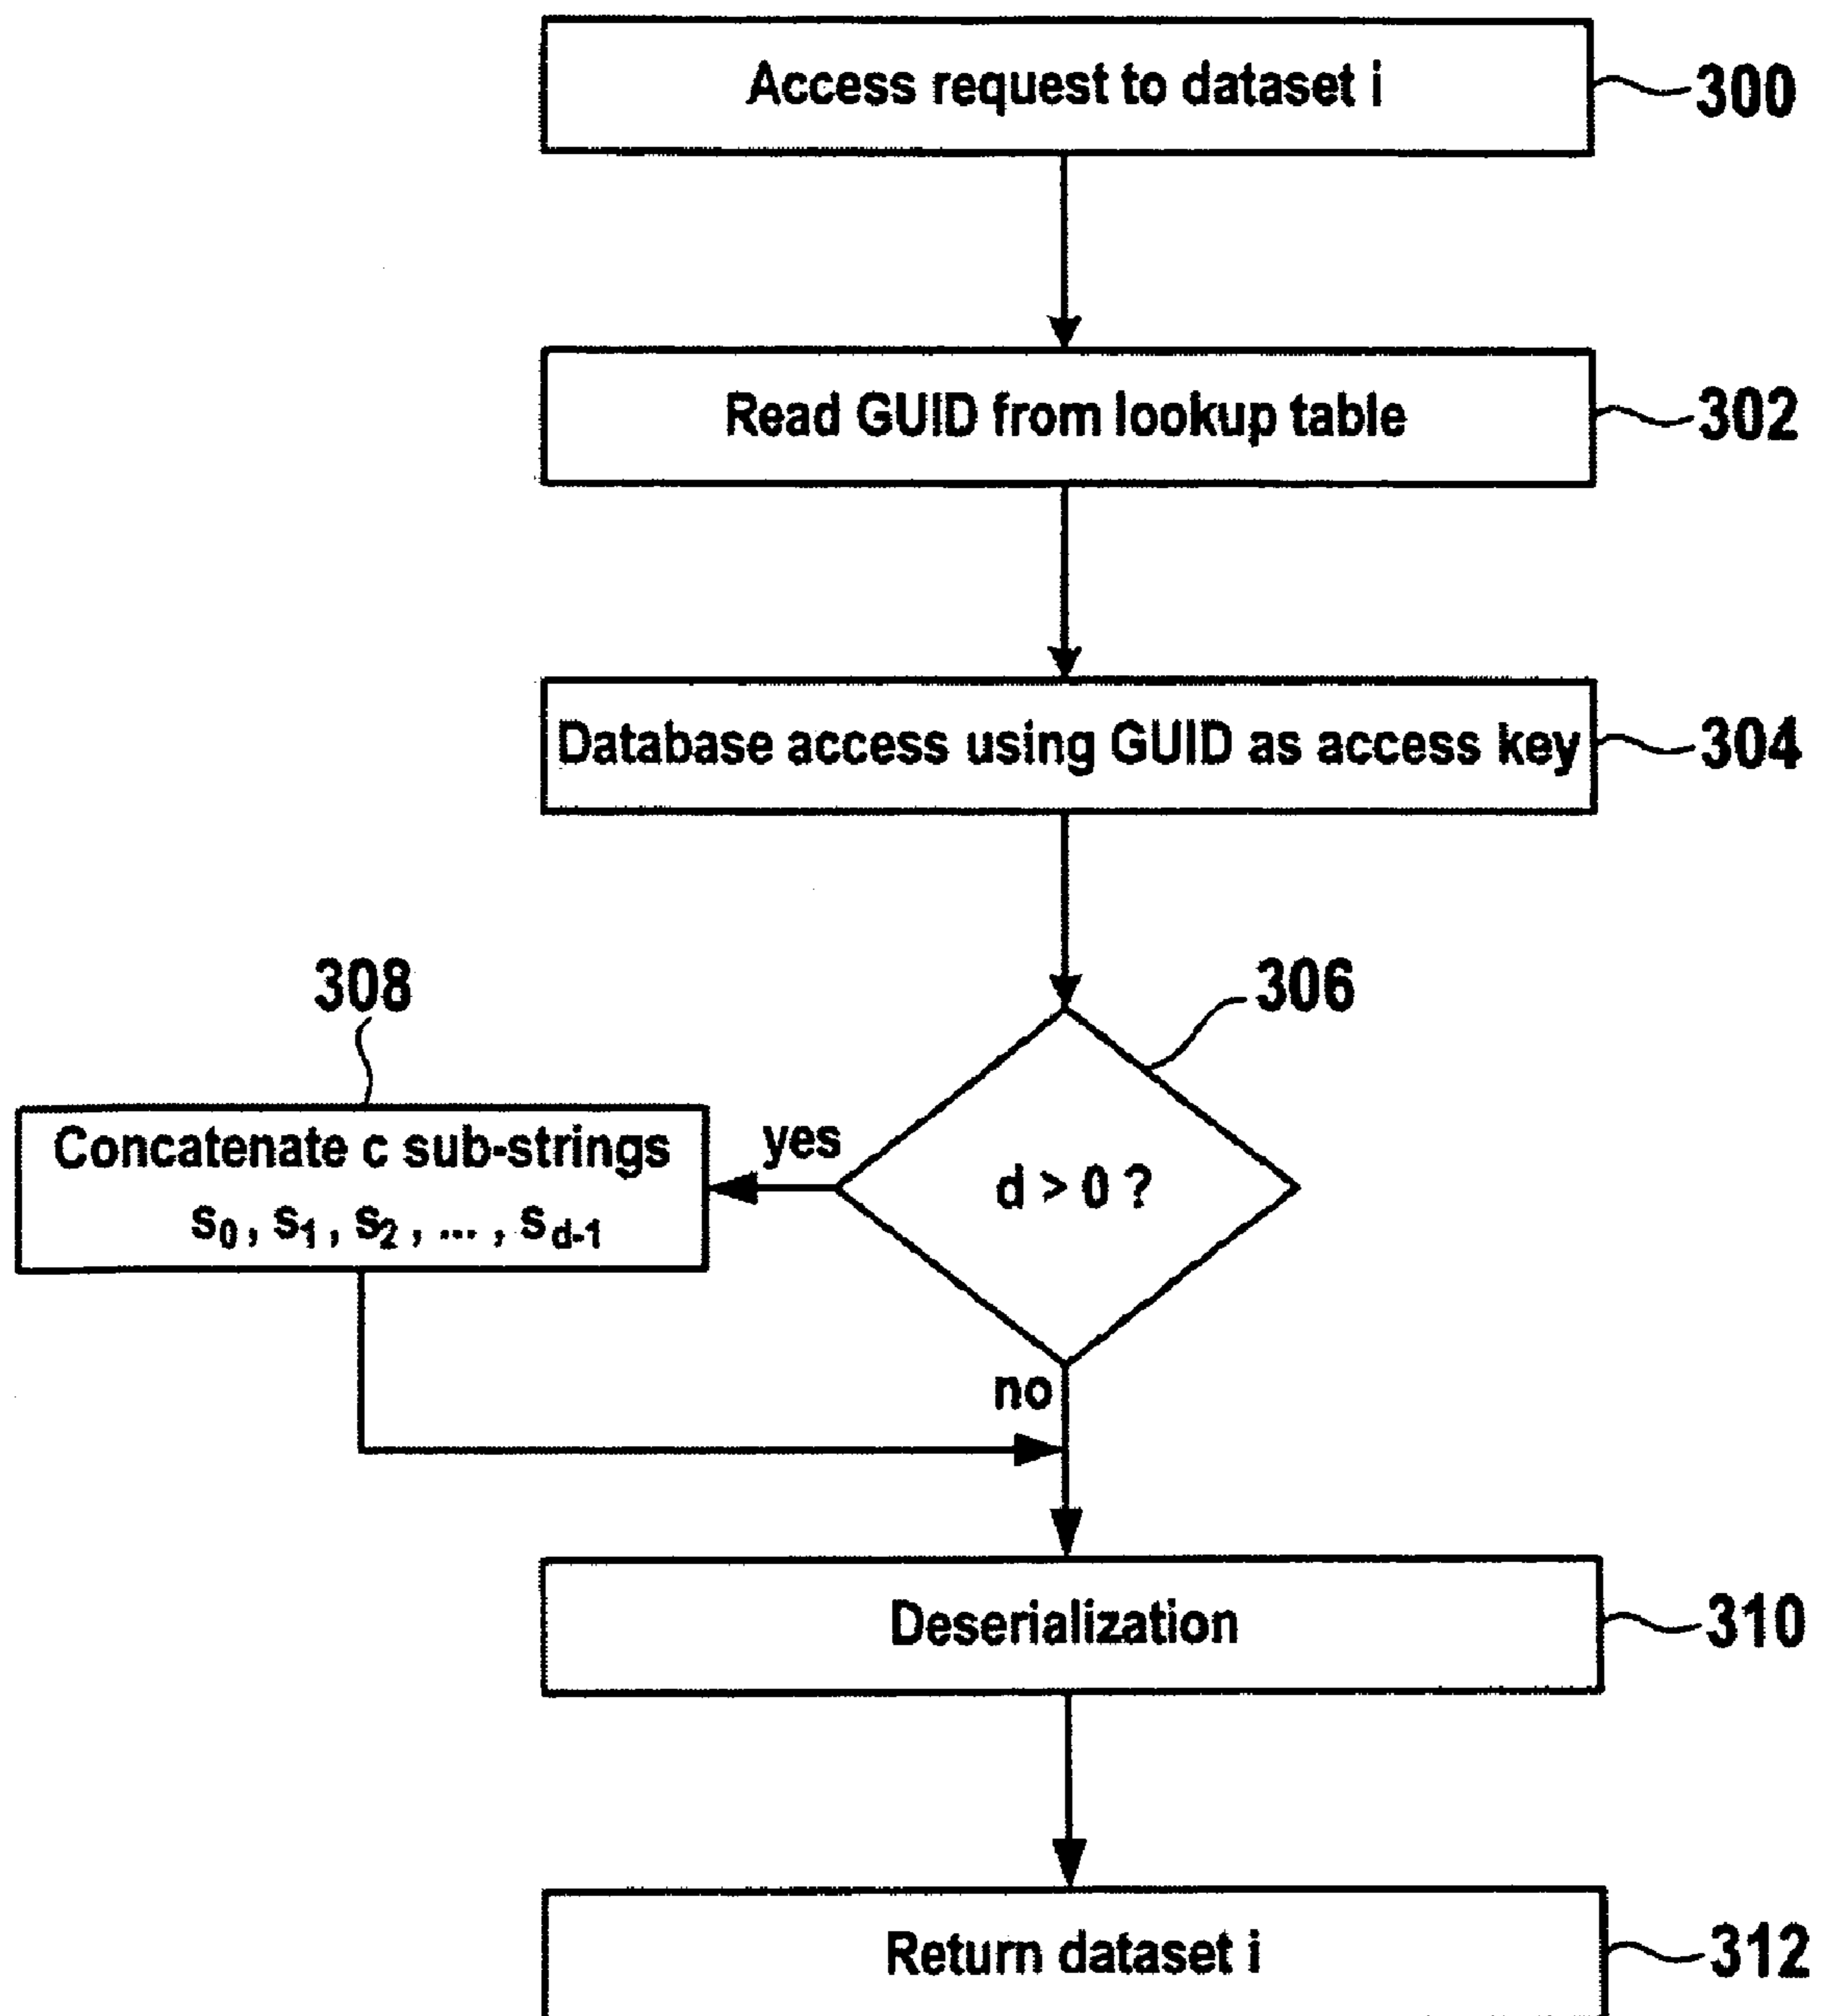 Access request to dataset i
300
Read GUID from lookup table
302
Database access using GUID as access key
304
308
306
Concatenate c sub-strings
s₀, s₁, s₂, ... , s_d-1
yes
d > 0 ?
no
Deserialization
310
Return dataset i
312